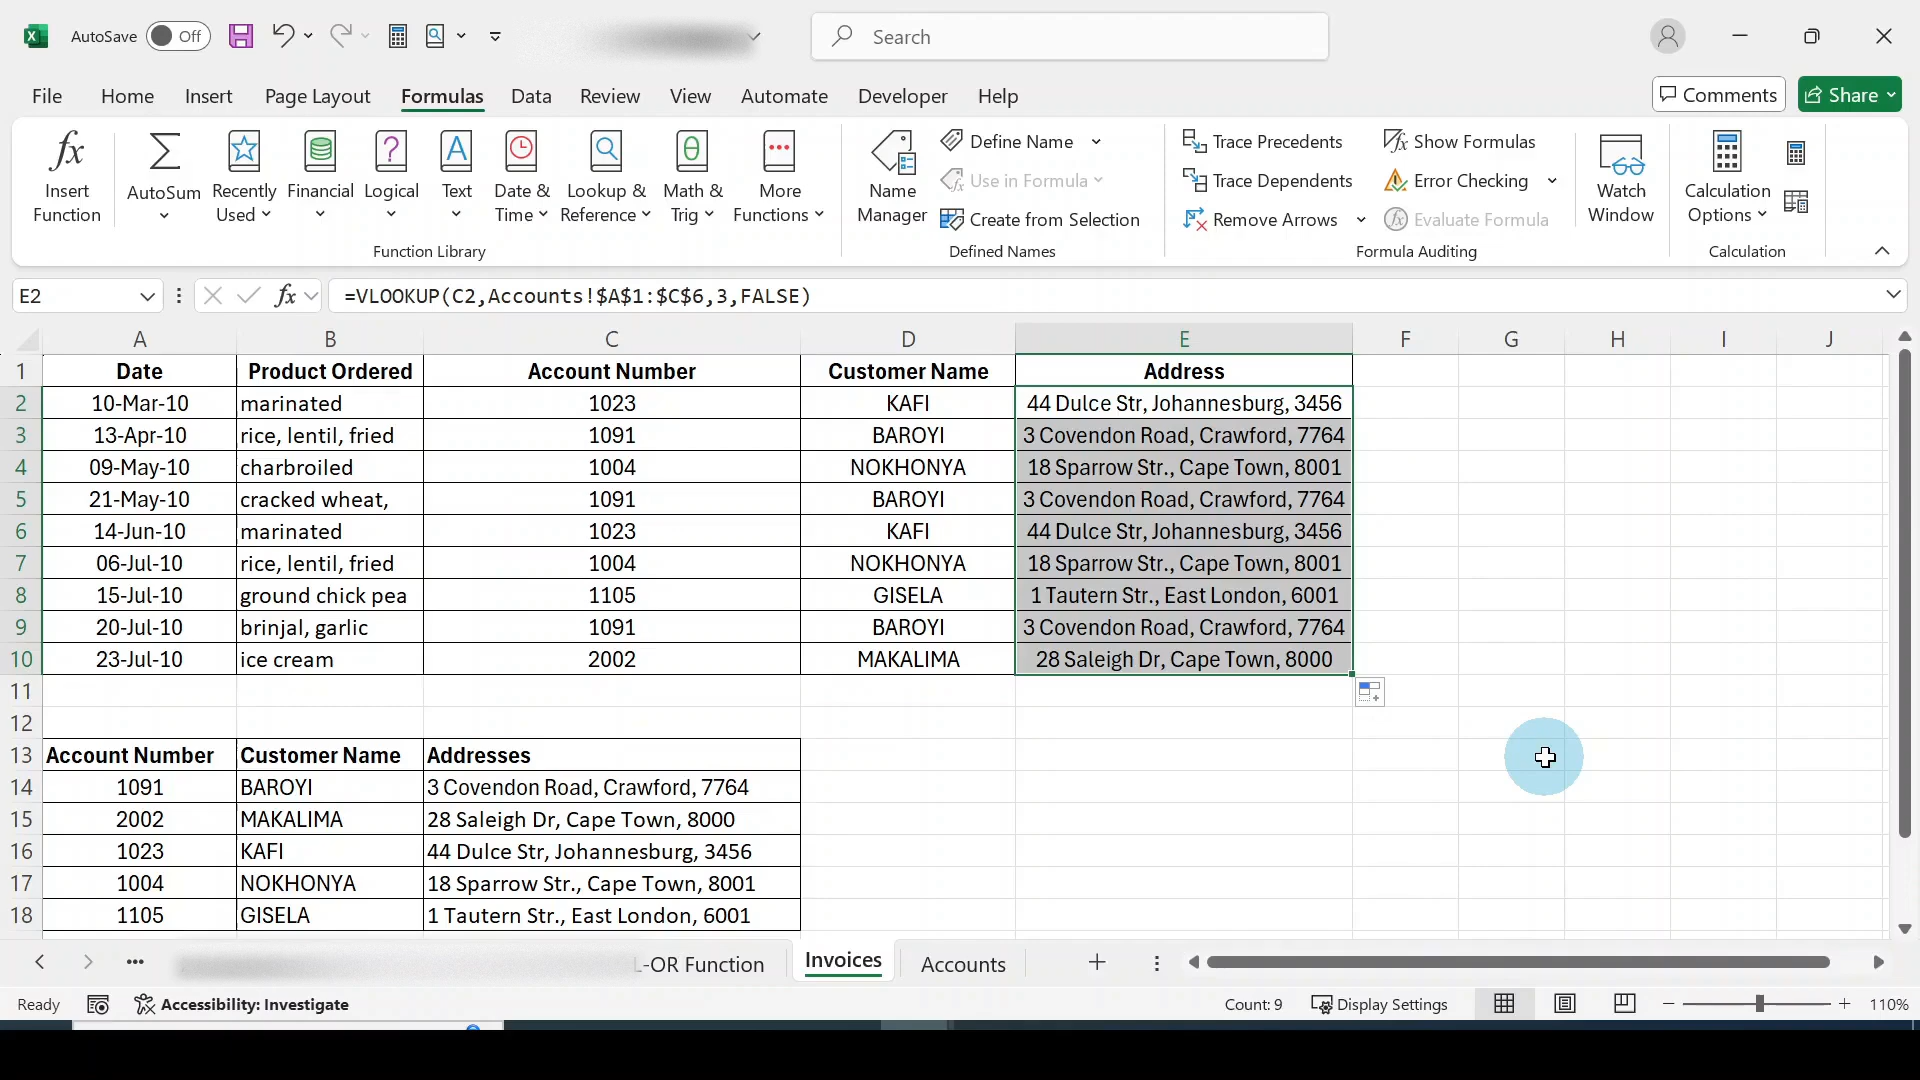 AutoSave Off Search
File Home Insert Page Layout Formulas Data Review View Automate Developer Help Comments Share
Insert Function
AutoSum
Recently Used
Financial
Logical
Text
Date & Time
Lookup & Reference
Math & Trig
More Functions
Function Library
Name Manager
Define Name
Use in Formula
Create from Selection
Defined Names
Trace Precedents
Trace Dependents
Remove Arrows
Show Formulas
Error Checking
Evaluate Formula
Formula Auditing
Watch Window
Calculation Options
Calculation
E2 fx =VLOOKUP(C2,Accounts!$A$1:$C$6,3,FALSE)
A B C D E F G H I J
1 Date Product Ordered Account Number Customer Name Address
2 10-Mar-10 marinated 1023 KAFI 44 Dulce Str, Johannesburg, 3456
3 13-Apr-10 rice, lentil, fried 1091 BAROYI 3 Covendon Road, Crawford, 7764
4 09-May-10 charbroiled 1004 NOKHONYA 18 Sparrow Str., Cape Town, 8001
5 21-May-10 cracked wheat, 1091 BAROYI 3 Covendon Road, Crawford, 7764
6 14-Jun-10 marinated 1023 KAFI 44 Dulce Str, Johannesburg, 3456
7 06-Jul-10 rice, lentil, fried 1004 NOKHONYA 18 Sparrow Str., Cape Town, 8001
8 15-Jul-10 ground chick pea 1105 GISELA 1 Tautern Str., East London, 6001
9 20-Jul-10 brinjal, garlic 1091 BAROYI 3 Covendon Road, Crawford, 7764
10 23-Jul-10 ice cream 2002 MAKALIMA 28 Saleigh Dr, Cape Town, 8000
11
12
13 Account Number Customer Name Addresses
14 1091 BAROYI 3 Covendon Road, Crawford, 7764
15 2002 MAKALIMA 28 Saleigh Dr, Cape Town, 8000
16 1023 KAFI 44 Dulce Str, Johannesburg, 3456
17 1004 NOKHONYA 18 Sparrow Str., Cape Town, 8001
18 1105 GISELA 1 Tautern Str., East London, 6001
L-OR Function Invoices Accounts
Ready Accessibility: Investigate Count: 9 Display Settings 110%